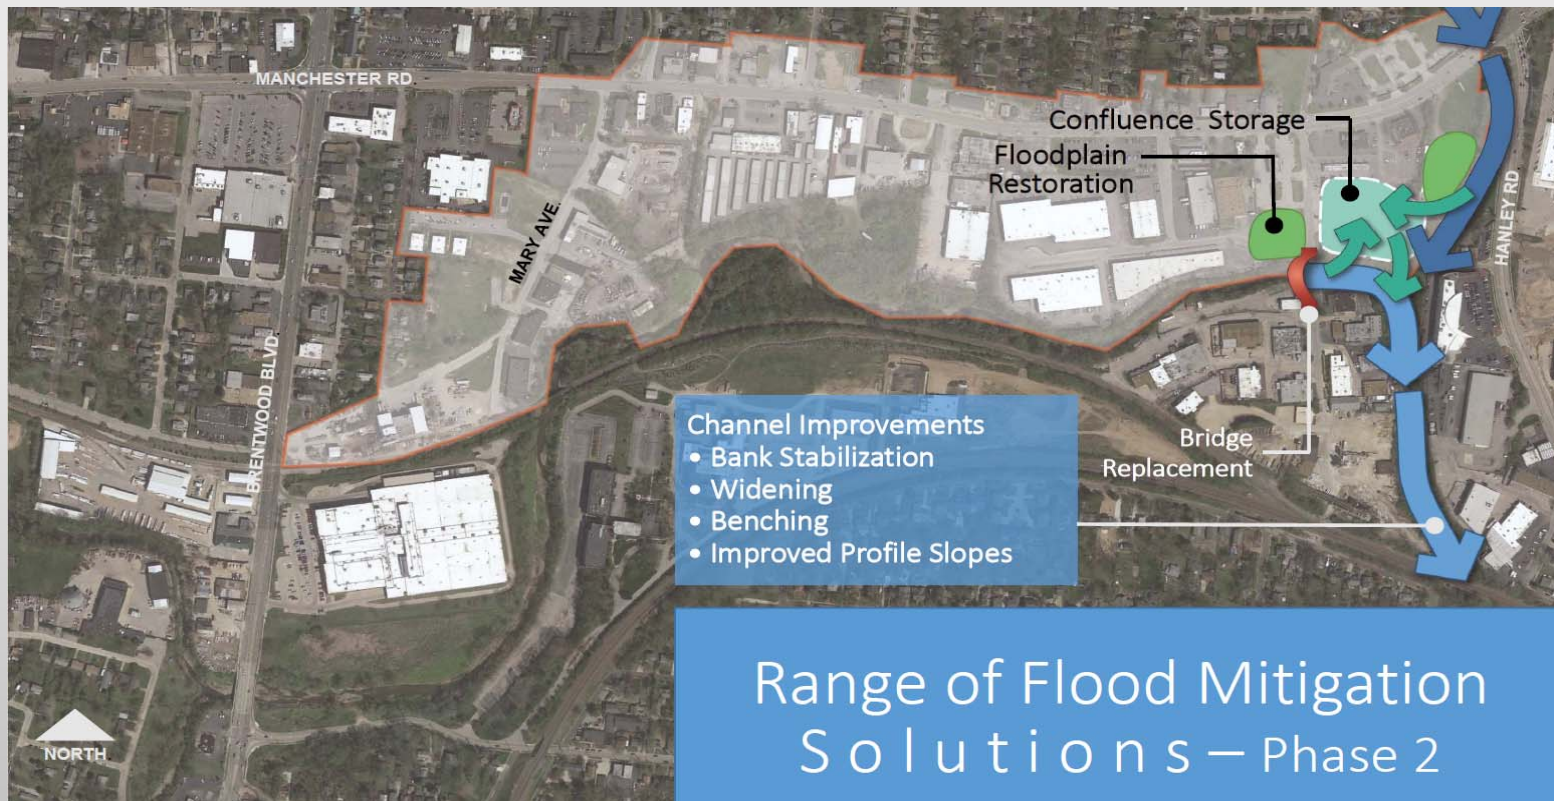 MANCHESTER RD.
Confluence Storage
Floodplain
Restoration
MARY AVE.
HANLEY RD
BRENTWOOD BLVD.
Channel Improvements
• Bank Stabilization
• Widening
• Benching
• Improved Profile Slopes
Bridge
Replacement
NORTH
Range of Flood Mitigation
Solutions – Phase 2